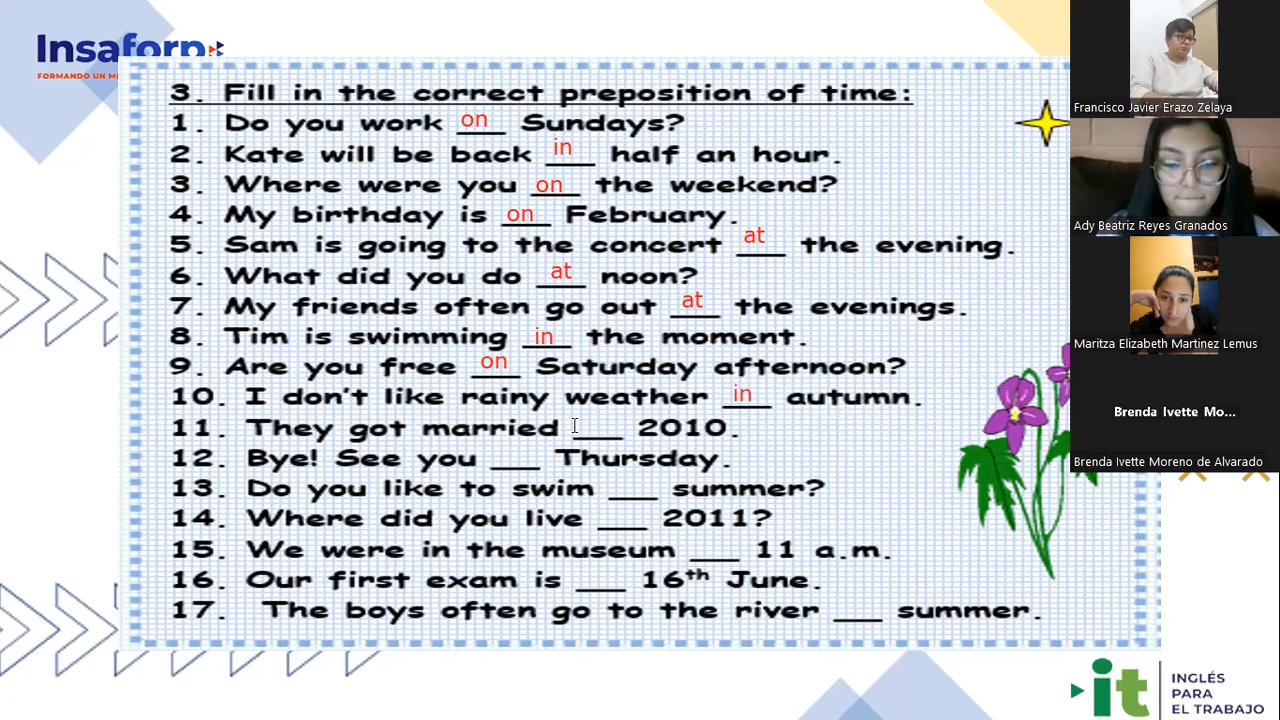 Insaforp
FORMANDO UN
3. Fill in the correct preposition of time:
1. Do you work on Sundays?
2. Kate will be back in half an hour.
3. Where were you on the weekend?
4. My birthday is on February.
5. Sam is going to the concert at the evening.
6. What did you do at noon?
7. My friends often go out at the evenings.
8. Tim is swimming in the moment.
9. Are you free on Saturday afternoon?
10. I don't like rainy weather in autumn.
11. They got married ___ 2010.
12. Bye! See you ___ Thursday.
13. Do you like to swim ___ summer?
14. Where did you live ___ 2011?
15. We were in the museum ___ 11 a.m.
16. Our first exam is ___ 16th June.
17. The boys often go to the river ___ summer.
Francisco Javier Erazo Zelaya
Ady Beatriz Reyes Granados
Maritza Elizabeth Martinez Lemus
Brenda Ivette Mo...
Brenda Ivette Moreno de Alvarado
it
INGLÉS
PARA
EL TRABAJO